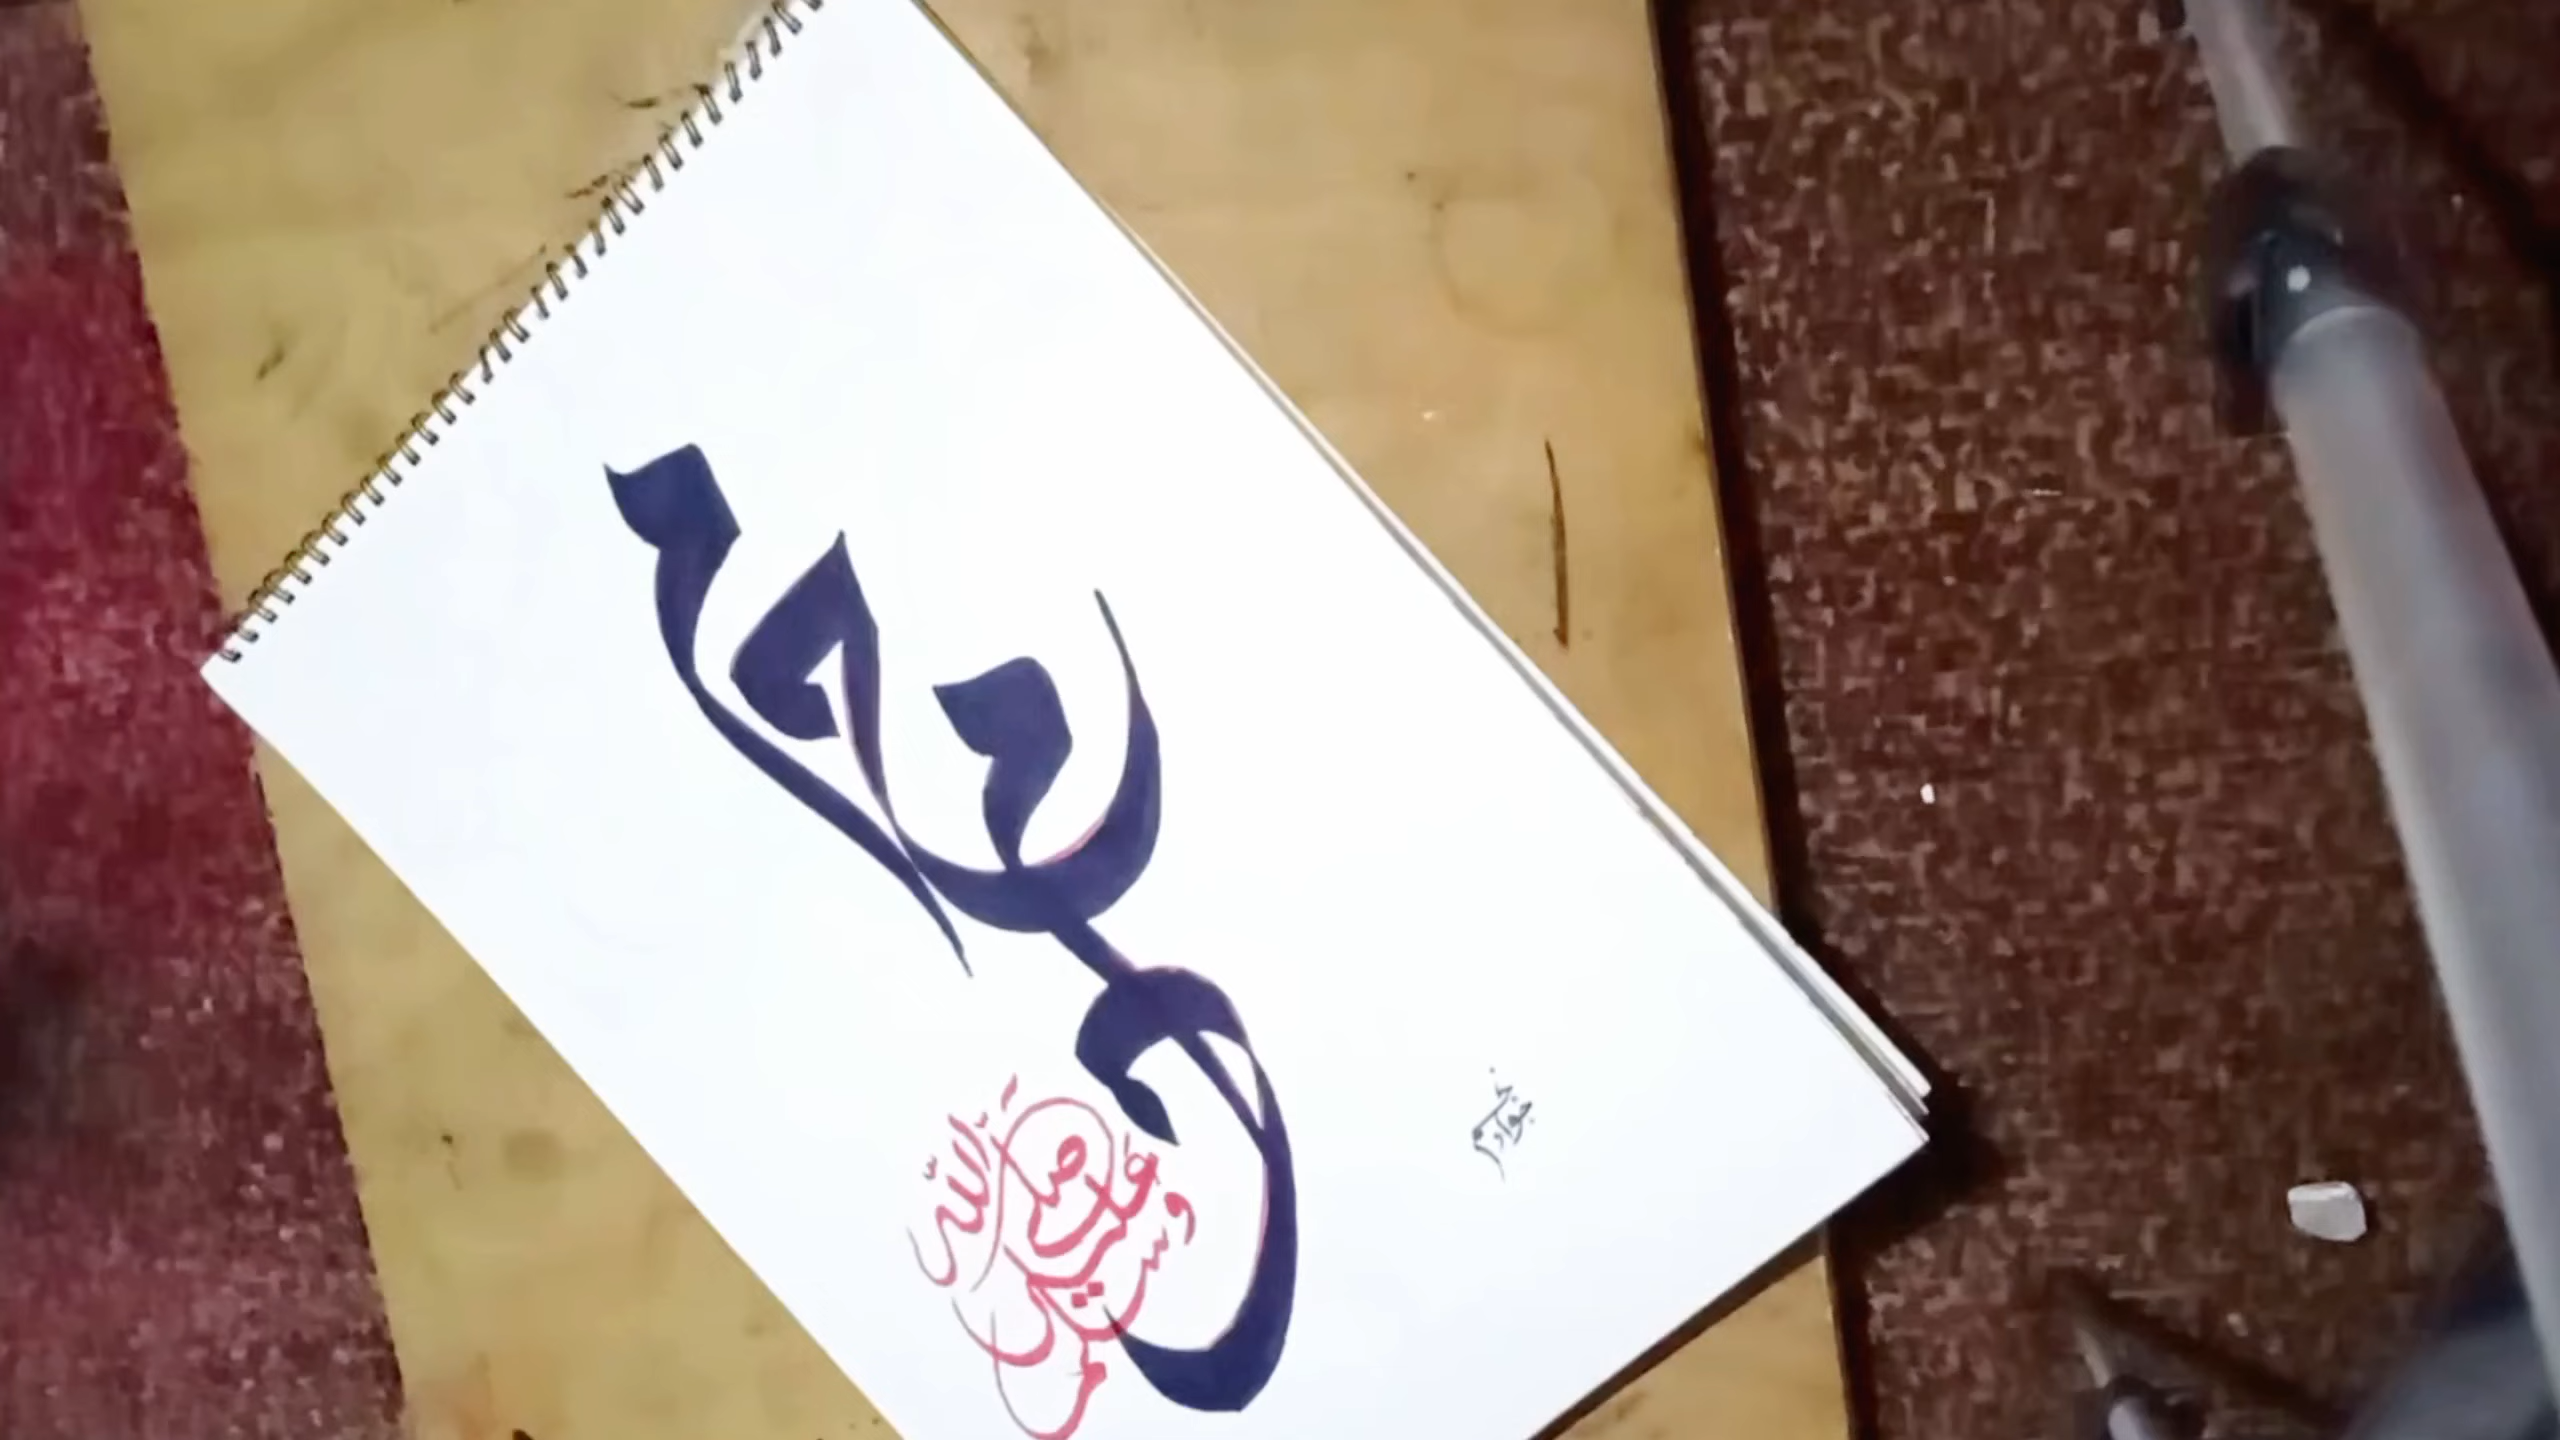 محمد
صلى الله
عليه
وسلم